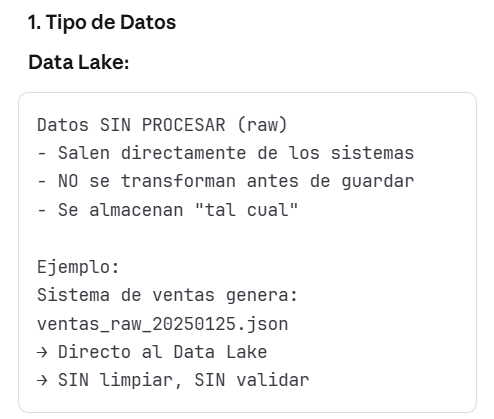 1. Tipo de Datos
Data Lake:
Datos SIN PROCESAR (raw)
- Salen directamente de los sistemas
- NO se transforman antes de guardar
- Se almacenan "tal cual"
Ejemplo:
Sistema de ventas genera:
ventas_raw_20250125.json
→ Directo al Data Lake
→ SIN limpiar, SIN validar